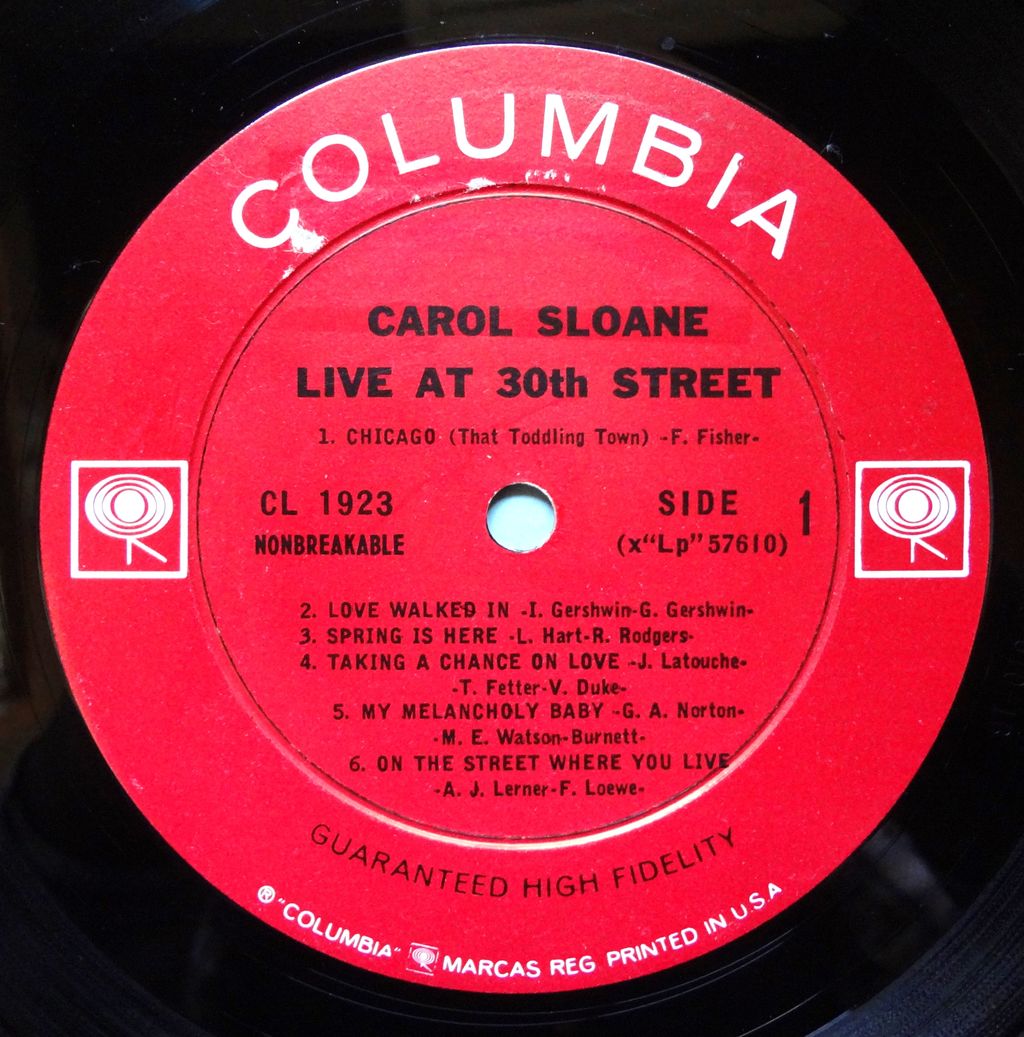 COLUMBIA
CAROL SLOANE
LIVE AT 30th STREET
1. CHICAGO (That Toddling Town) -F. Fisher-
CL 1923
NONBREAKABLE
SIDE 1
(x“Lp”57610)
2. LOVE WALKED IN -I. Gershwin-G. Gershwin-
3. SPRING IS HERE -L. Hart-R. Rodgers-
4. TAKING A CHANCE ON LOVE -J. Latouche-
-T. Fetter-V. Duke-
5. MY MELANCHOLY BABY -G. A. Norton-
-M. E. Watson-Burnett-
6. ON THE STREET WHERE YOU LIVE
-A. J. Lerner-F. Loewe-
GUARANTEED HIGH FIDELITY
® “COLUMBIA” MARCAS REG PRINTED IN U.S.A